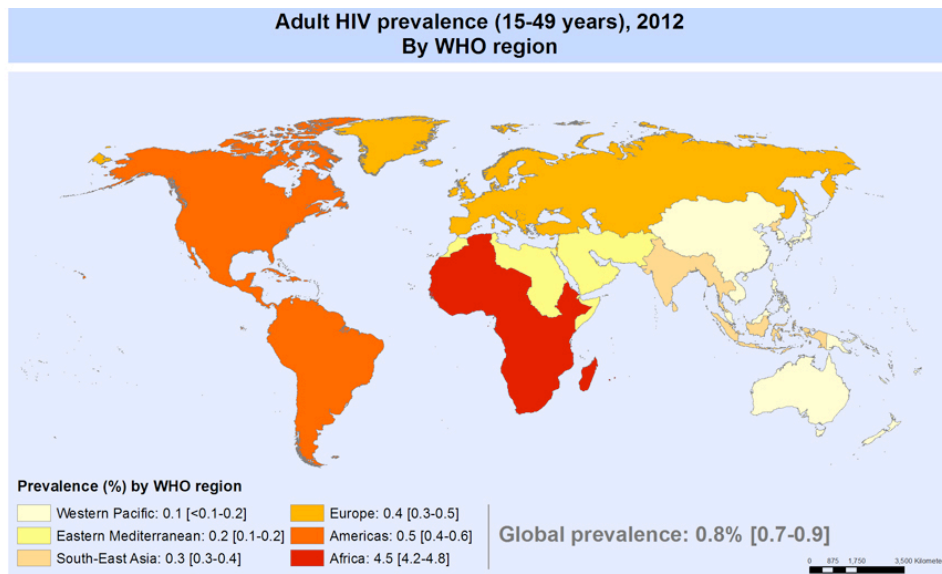 Adult HIV prevalence (15-49 years), 2012
By WHO region
Prevalence (%) by WHO region
Western Pacific: 0.1 [<0.1-0.2]
Eastern Mediterranean: 0.2 [0.1-0.2]
South-East Asia: 0.3 [0.3-0.4]
Europe: 0.4 [0.3-0.5]
Americas: 0.5 [0.4-0.6]
Africa: 4.5 [4.2-4.8]
Global prevalence: 0.8% [0.7-0.9]
0 875 1,750 3,500 Kilomete